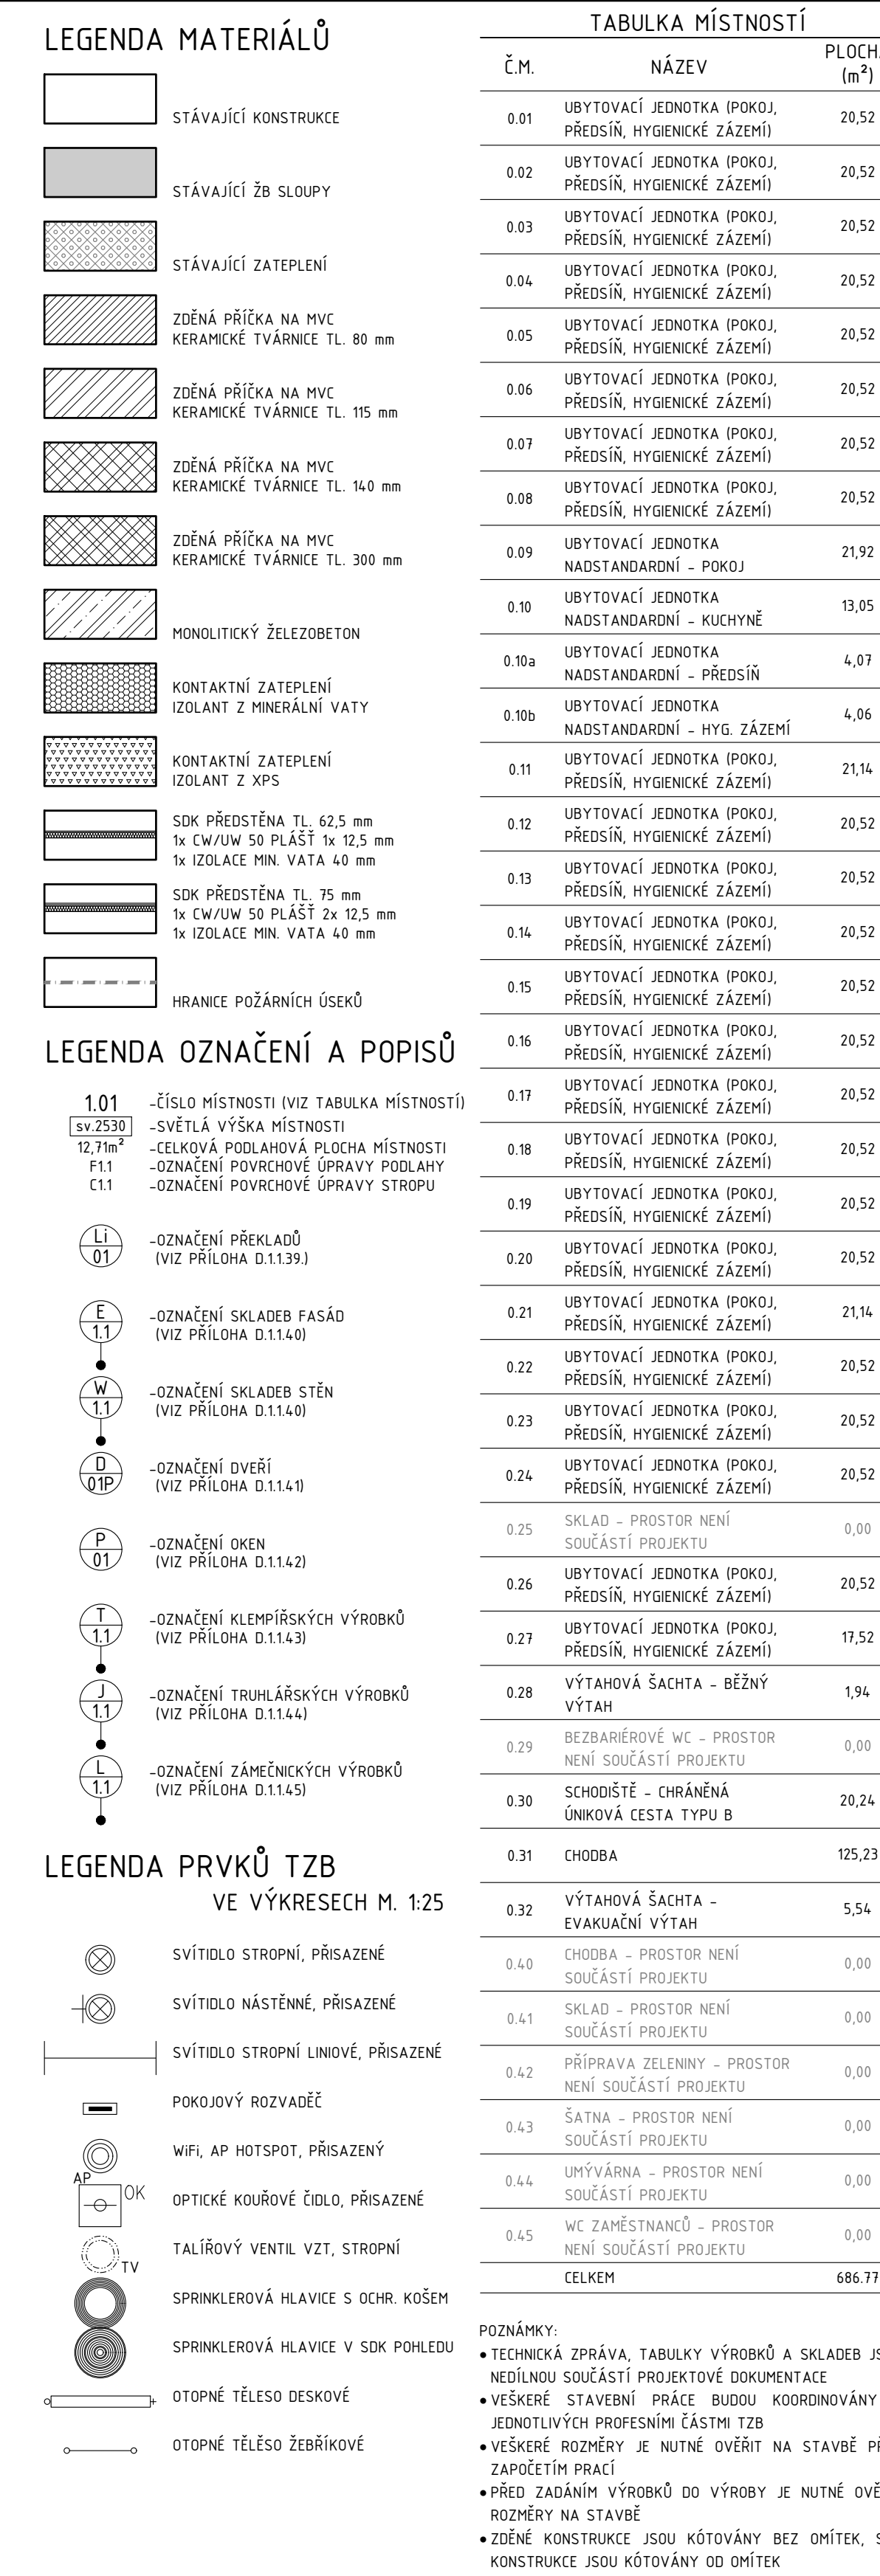 LEGENDA MATERIÁLŮ
STÁVAJÍCÍ KONSTRUKCE
STÁVAJÍCÍ ŽB SLOUPY
STÁVAJÍCÍ ZATEPLENÍ
ZDĚNÁ PŘÍČKA NA MVC
KERAMICKÉ TVÁRNICE TL. 80 mm
ZDĚNÁ PŘÍČKA NA MVC
KERAMICKÉ TVÁRNICE TL. 115 mm
ZDĚNÁ PŘÍČKA NA MVC
KERAMICKÉ TVÁRNICE TL. 140 mm
ZDĚNÁ PŘÍČKA NA MVC
KERAMICKÉ TVÁRNICE TL. 300 mm
MONOLITICKÝ ŽELEZOBETON
KONTAKTNÍ ZATEPLENÍ
IZOLANT Z MINERÁLNÍ VATY
KONTAKTNÍ ZATEPLENÍ
IZOLANT Z XPS
SDK PŘEDSTĚNA TL. 62,5 mm
1x CW/UW 50 PLÁŠŤ 1x 12,5 mm
1x IZOLACE MIN. VATA 40 mm
SDK PŘEDSTĚNA TL. 75 mm
1x CW/UW 50 PLÁŠŤ 2x 12,5 mm
1x IZOLACE MIN. VATA 40 mm
HRANICE POŽÁRNÍCH ÚSEKŮ
LEGENDA OZNAČENÍ A POPISŮ
1.01 -ČÍSLO MÍSTNOSTI (VIZ TABULKA MÍSTNOSTÍ)
sv.2530 -SVĚTLÁ VÝŠKA MÍSTNOSTI
12,71m² -CELKOVÁ PODLAHOVÁ PLOCHA MÍSTNOSTI
F1.1 -OZNAČENÍ POVRCHOVÉ ÚPRAVY PODLAHY
C1.1 -OZNAČENÍ POVRCHOVÉ ÚPRAVY STROPU
Li
01
-OZNAČENÍ PŘEKLADŮ
(VIZ PŘÍLOHA D.1.1.39.)
E
1.1
-OZNAČENÍ SKLADEB FASÁD
(VIZ PŘÍLOHA D.1.1.40)
W
1.1
-OZNAČENÍ SKLADEB STĚN
(VIZ PŘÍLOHA D.1.1.40)
D
01P
-OZNAČENÍ DVEŘÍ
(VIZ PŘÍLOHA D.1.1.41)
P
01
-OZNAČENÍ OKEN
(VIZ PŘÍLOHA D.1.1.42)
T
1.1
-OZNAČENÍ KLEMPÍŘSKÝCH VÝROBKŮ
(VIZ PŘÍLOHA D.1.1.43)
J
1.1
-OZNAČENÍ TRUHLÁŘSKÝCH VÝROBKŮ
(VIZ PŘÍLOHA D.1.1.44)
L
1.1
-OZNAČENÍ ZÁMEČNICKÝCH VÝROBKŮ
(VIZ PŘÍLOHA D.1.1.45)
LEGENDA PRVKŮ TZB
VE VÝKRESECH M. 1:25
SVÍTIDLO STROPNÍ, PŘISAZENÉ
SVÍTIDLO NÁSTĚNNÉ, PŘISAZENÉ
SVÍTIDLO STROPNÍ LINIOVÉ, PŘISAZENÉ
POKOJOVÝ ROZVADĚČ
WiFi, AP HOTSPOT, PŘISAZENÝ
AP
OK
OPTICKÉ KOUŘOVÉ ČIDLO, PŘISAZENÉ
TALÍŘOVÝ VENTIL VZT, STROPNÍ
TV
SPRINKLEROVÁ HLAVICE S OCHR. KOŠEM
SPRINKLEROVÁ HLAVICE V SDK POHLEDU
OTOPNÉ TĚLESO DESKOVÉ
OTOPNÉ TĚLĚSO ŽEBŘÍKOVÉ
TABULKA MÍSTNOSTÍ
Č.M. NÁZEV PLOCHA
(m²)
0.01 UBYTOVACÍ JEDNOTKA (POKOJ, 20,52
PŘEDSÍŇ, HYGIENICKÉ ZÁZEMÍ)
0.02 UBYTOVACÍ JEDNOTKA (POKOJ, 20,52
PŘEDSÍŇ, HYGIENICKÉ ZÁZEMÍ)
0.03 UBYTOVACÍ JEDNOTKA (POKOJ, 20,52
PŘEDSÍŇ, HYGIENICKÉ ZÁZEMÍ)
0.04 UBYTOVACÍ JEDNOTKA (POKOJ, 20,52
PŘEDSÍŇ, HYGIENICKÉ ZÁZEMÍ)
0.05 UBYTOVACÍ JEDNOTKA (POKOJ, 20,52
PŘEDSÍŇ, HYGIENICKÉ ZÁZEMÍ)
0.06 UBYTOVACÍ JEDNOTKA (POKOJ, 20,52
PŘEDSÍŇ, HYGIENICKÉ ZÁZEMÍ)
0.07 UBYTOVACÍ JEDNOTKA (POKOJ, 20,52
PŘEDSÍŇ, HYGIENICKÉ ZÁZEMÍ)
0.08 UBYTOVACÍ JEDNOTKA (POKOJ, 20,52
PŘEDSÍŇ, HYGIENICKÉ ZÁZEMÍ)
0.09 UBYTOVACÍ JEDNOTKA 21,92
NADSTANDARDNÍ - POKOJ
0.10 UBYTOVACÍ JEDNOTKA 13,05
NADSTANDARDNÍ - KUCHYNĚ
0.10a UBYTOVACÍ JEDNOTKA 4,07
NADSTANDARDNÍ - PŘEDSÍŇ
0.10b UBYTOVACÍ JEDNOTKA 4,06
NADSTANDARDNÍ - HYG. ZÁZEMÍ
0.11 UBYTOVACÍ JEDNOTKA (POKOJ, 21,14
PŘEDSÍŇ, HYGIENICKÉ ZÁZEMÍ)
0.12 UBYTOVACÍ JEDNOTKA (POKOJ, 20,52
PŘEDSÍŇ, HYGIENICKÉ ZÁZEMÍ)
0.13 UBYTOVACÍ JEDNOTKA (POKOJ, 20,52
PŘEDSÍŇ, HYGIENICKÉ ZÁZEMÍ)
0.14 UBYTOVACÍ JEDNOTKA (POKOJ, 20,52
PŘEDSÍŇ, HYGIENICKÉ ZÁZEMÍ)
0.15 UBYTOVACÍ JEDNOTKA (POKOJ, 20,52
PŘEDSÍŇ, HYGIENICKÉ ZÁZEMÍ)
0.16 UBYTOVACÍ JEDNOTKA (POKOJ, 20,52
PŘEDSÍŇ, HYGIENICKÉ ZÁZEMÍ)
0.17 UBYTOVACÍ JEDNOTKA (POKOJ, 20,52
PŘEDSÍŇ, HYGIENICKÉ ZÁZEMÍ)
0.18 UBYTOVACÍ JEDNOTKA (POKOJ, 20,52
PŘEDSÍŇ, HYGIENICKÉ ZÁZEMÍ)
0.19 UBYTOVACÍ JEDNOTKA (POKOJ, 20,52
PŘEDSÍŇ, HYGIENICKÉ ZÁZEMÍ)
0.20 UBYTOVACÍ JEDNOTKA (POKOJ, 20,52
PŘEDSÍŇ, HYGIENICKÉ ZÁZEMÍ)
0.21 UBYTOVACÍ JEDNOTKA (POKOJ, 21,14
PŘEDSÍŇ, HYGIENICKÉ ZÁZEMÍ)
0.22 UBYTOVACÍ JEDNOTKA (POKOJ, 20,52
PŘEDSÍŇ, HYGIENICKÉ ZÁZEMÍ)
0.23 UBYTOVACÍ JEDNOTKA (POKOJ, 20,52
PŘEDSÍŇ, HYGIENICKÉ ZÁZEMÍ)
0.24 UBYTOVACÍ JEDNOTKA (POKOJ, 20,52
PŘEDSÍŇ, HYGIENICKÉ ZÁZEMÍ)
0.25 SKLAD - PROSTOR NENÍ 0,00
SOUČÁSTÍ PROJEKTU
0.26 UBYTOVACÍ JEDNOTKA (POKOJ, 20,52
PŘEDSÍŇ, HYGIENICKÉ ZÁZEMÍ)
0.27 UBYTOVACÍ JEDNOTKA (POKOJ, 17,52
PŘEDSÍŇ, HYGIENICKÉ ZÁZEMÍ)
0.28 VÝTAHOVÁ ŠACHTA - BĚŽNÝ 1,94
VÝTAH
0.29 BEZBARIÉROVÉ WC - PROSTOR 0,00
NENÍ SOUČÁSTÍ PROJEKTU
0.30 SCHODIŠTĚ - CHRÁNĚNÁ 20,24
ÚNIKOVÁ CESTA TYPU B
0.31 CHODBA 125,23
0.32 VÝTAHOVÁ ŠACHTA - 5,54
EVAKUAČNÍ VÝTAH
0.40 CHODBA - PROSTOR NENÍ 0,00
SOUČÁSTÍ PROJEKTU
0.41 SKLAD - PROSTOR NENÍ 0,00
SOUČÁSTÍ PROJEKTU
0.42 PŘÍPRAVA ZELENINY - PROSTOR 0,00
NENÍ SOUČÁSTÍ PROJEKTU
0.43 ŠATNA - PROSTOR NENÍ 0,00
SOUČÁSTÍ PROJEKTU
0.44 UMÝVÁRNA - PROSTOR NENÍ 0,00
SOUČÁSTÍ PROJEKTU
0.45 WC ZAMĚSTNANCŮ - PROSTOR 0,00
NENÍ SOUČÁSTÍ PROJEKTU
CELKEM 686.77
POZNÁMKY:
• TECHNICKÁ ZPRÁVA, TABULKY VÝROBKŮ A SKLADEB
NEDÍLNOU SOUČÁSTÍ PROJEKTOVÉ DOKUMENTACE
• VEŠKERÉ STAVEBNÍ PRÁCE BUDOU KOORDINOVÁNY
JEDNOTLIVÝCH PROFESNÍMI ČÁSTMI TZB
• VEŠKERÉ ROZMĚRY JE NUTNÉ OVĚŘIT NA STAVBĚ
ZAPOČETÍM PRACÍ
• PŘED ZADÁNÍM VÝROBKŮ DO VÝROBY JE NUTNÉ
ROZMĚRY NA STAVBĚ
• ZDĚNÉ KONSTRUKCE JSOU KÓTOVÁNY BEZ OMÍTEK,
KONSTRUKCE JSOU KÓTOVÁNY OD OMÍTEK